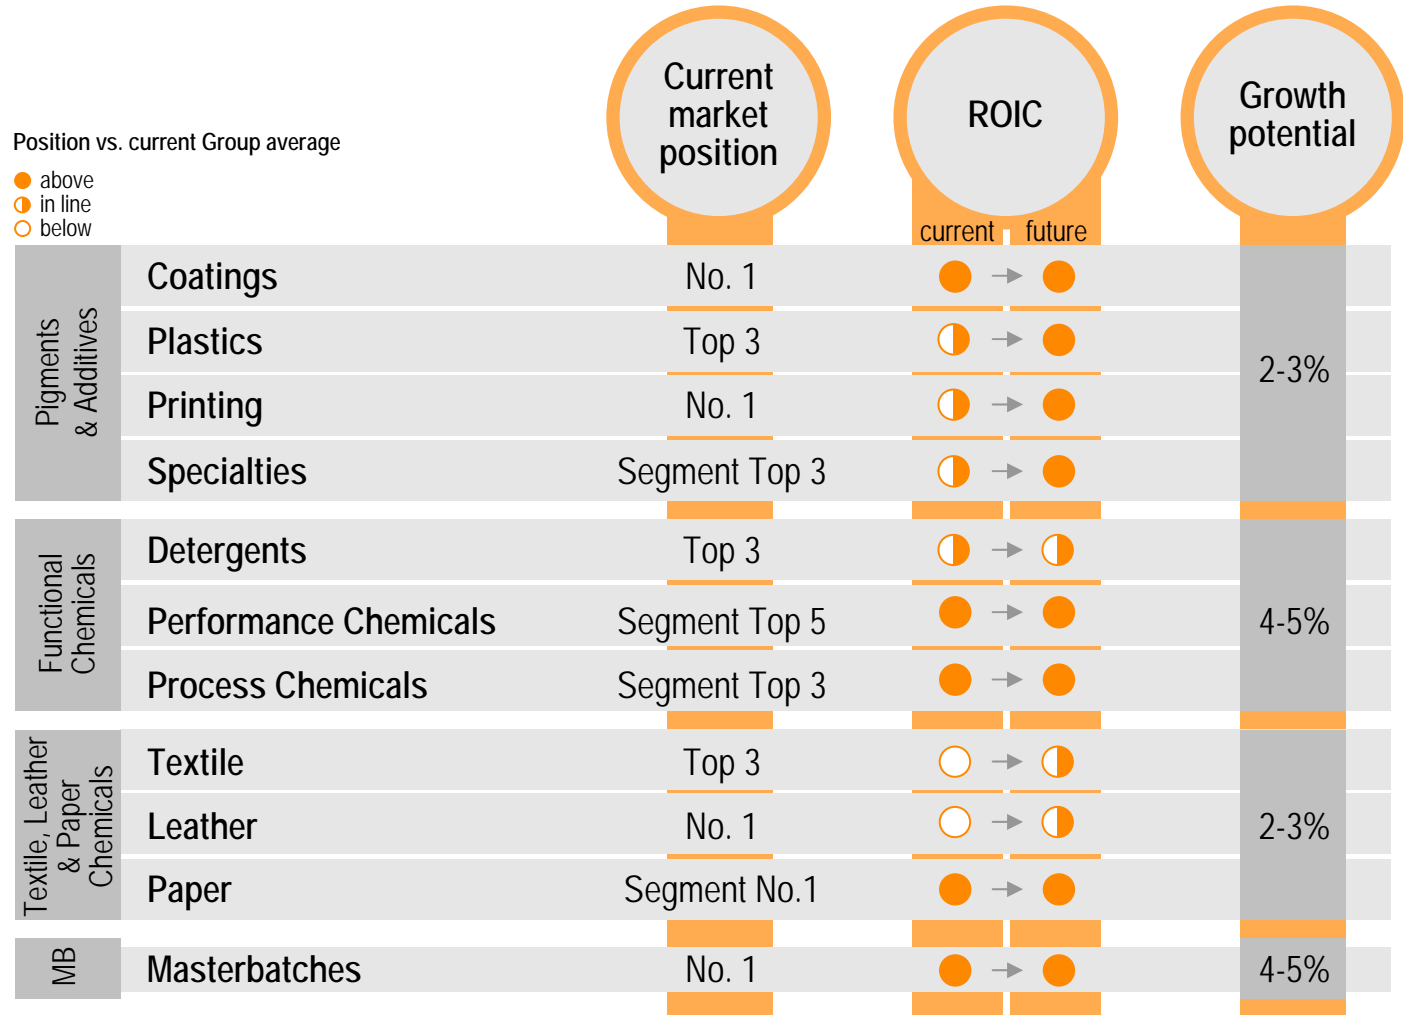 Current
market
position
ROIC
Growth
potential
Position vs. current Group average
above
in line
below
current future
Pigments
& Additives
Coatings No. 1
Plastics Top 3
Printing No. 1
Specialties Segment Top 3
2-3%
Functional
Chemicals
Detergents Top 3
Performance Chemicals Segment Top 5
Process Chemicals Segment Top 3
4-5%
Textile, Leather
& Paper
Chemicals
Textile Top 3
Leather No. 1
Paper Segment No.1
2-3%
MB
Masterbatches No. 1
4-5%